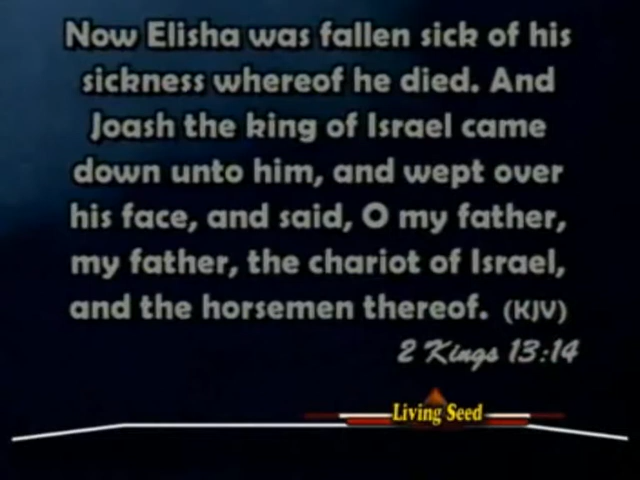 Now Elisha was fallen sick of his
sickness whereof he died. And
Joash the king of Israel came
down unto him, and wept over
his face, and said, O my father,
my father, the chariot of Israel,
and the horsemen thereof. (KJV)
2 Kings 13:14
Living Seed